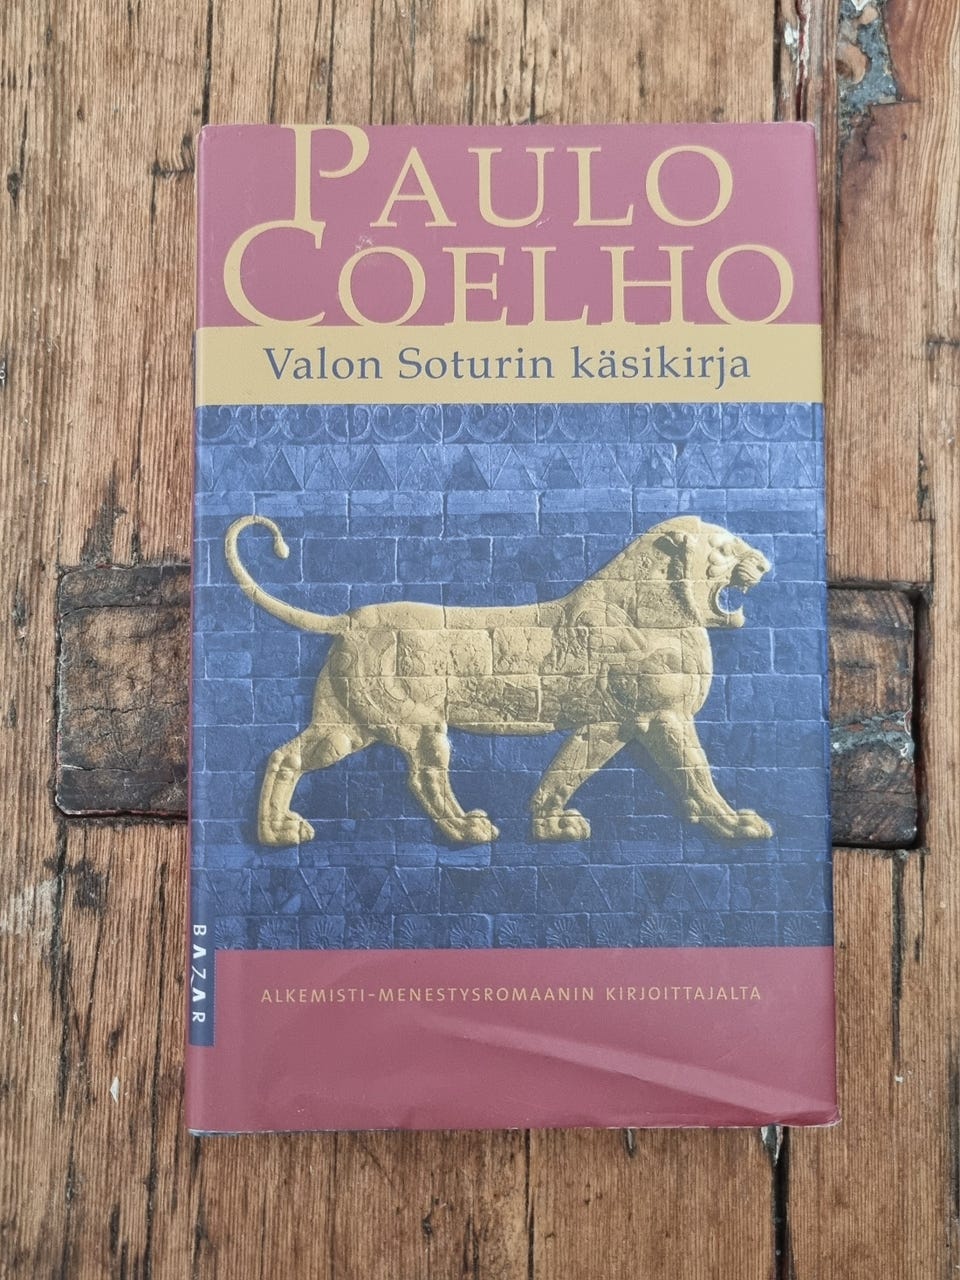 PAULO
COELHO
Valon Soturin käsikirja
BAZAR
ALKEMISTI-MENESTYSROMAANIN KIRJOITTAJALTA